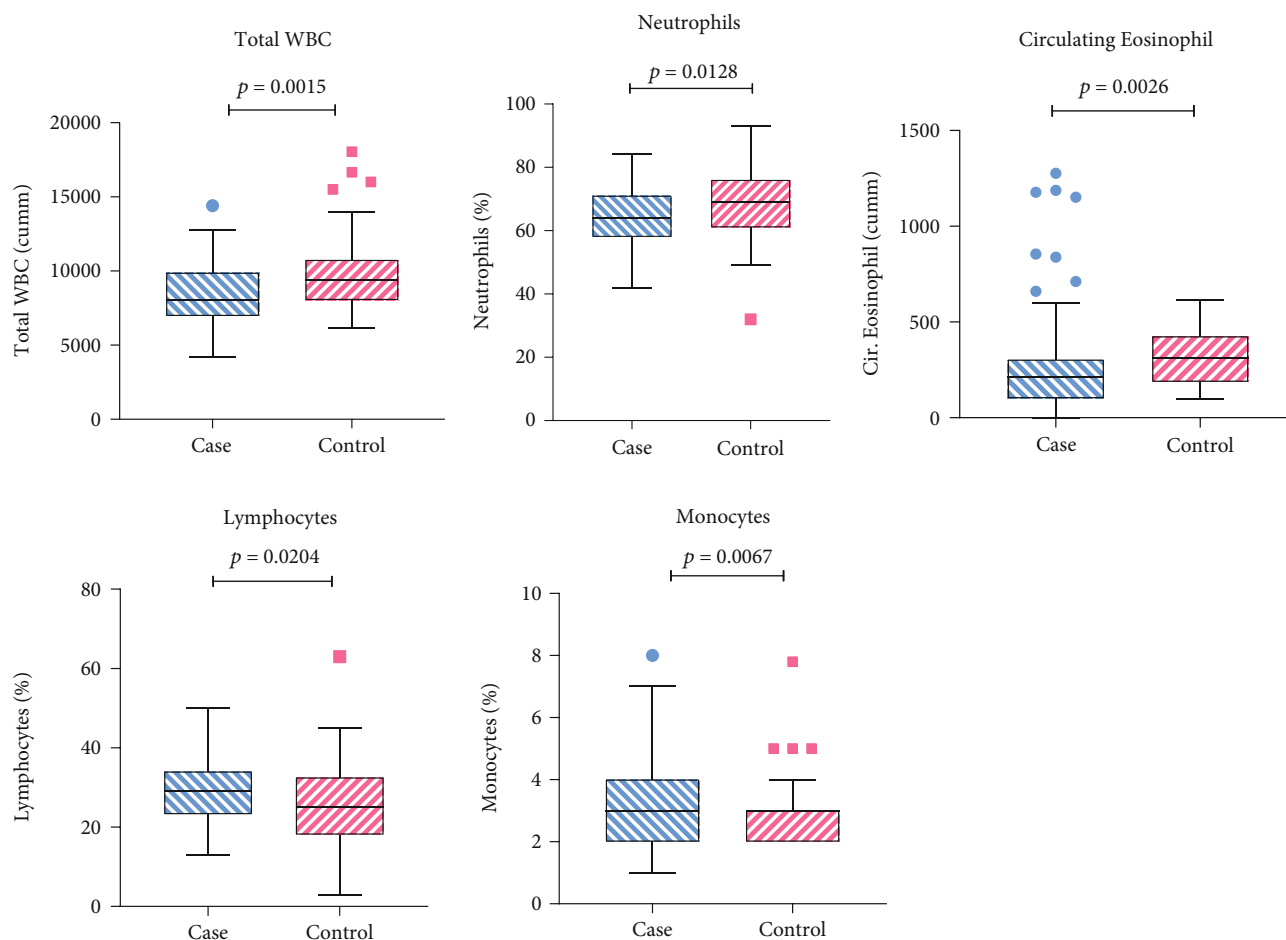 Total WBC
p = 0.0015
Total WBC (cumm)
20000
15000
10000
5000
0
Case
Control
Neutrophils
p = 0.0128
Neutrophils (%)
100
80
60
40
20
0
Case
Control
Circulating Eosinophil
p = 0.0026
Cir. Eosinophil (cumm)
1500
1000
500
0
Case
Control
Lymphocytes
p = 0.0204
Lymphocytes (%)
80
60
40
20
0
Case
Control
Monocytes
p = 0.0067
Monocytes (%)
10
8
6
4
2
0
Case
Control